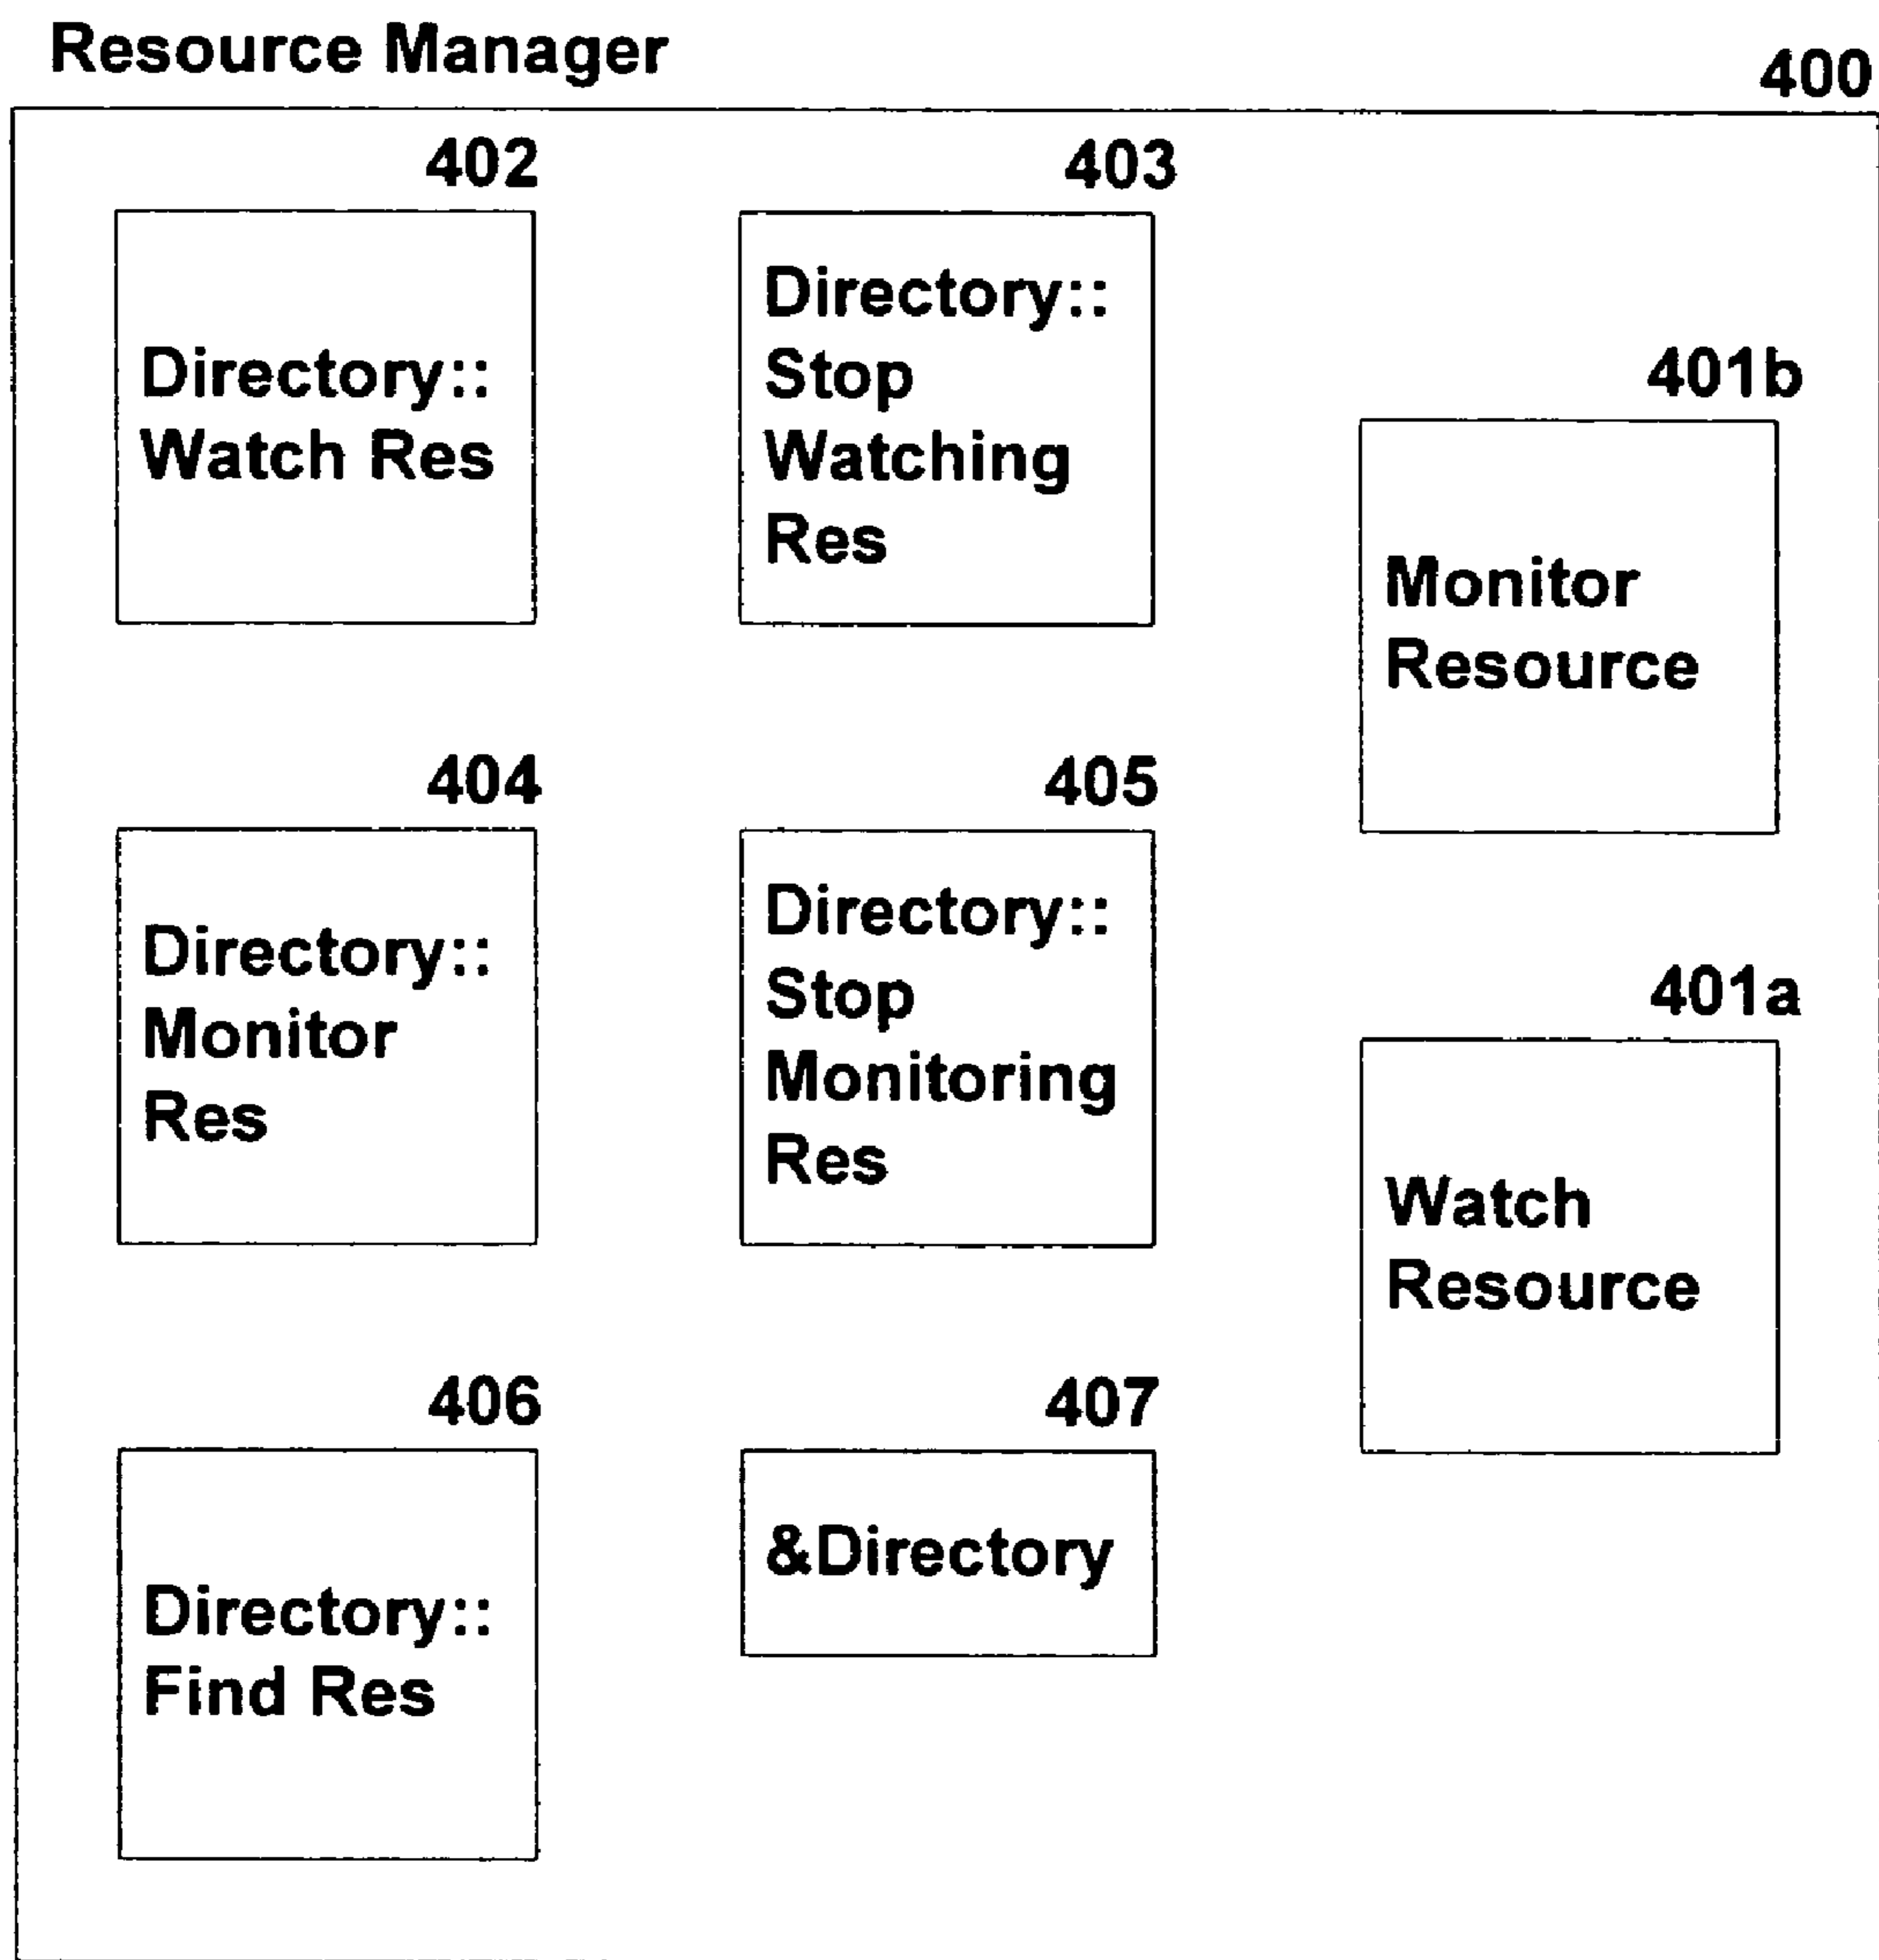 Resource Manager
400
402
Directory::
Watch Res
403
Directory::
Stop
Watching
Res
401b
Monitor
Resource
404
Directory::
Monitor
Res
405
Directory::
Stop
Monitoring
Res
401a
Watch
Resource
406
Directory::
Find Res
407
&Directory